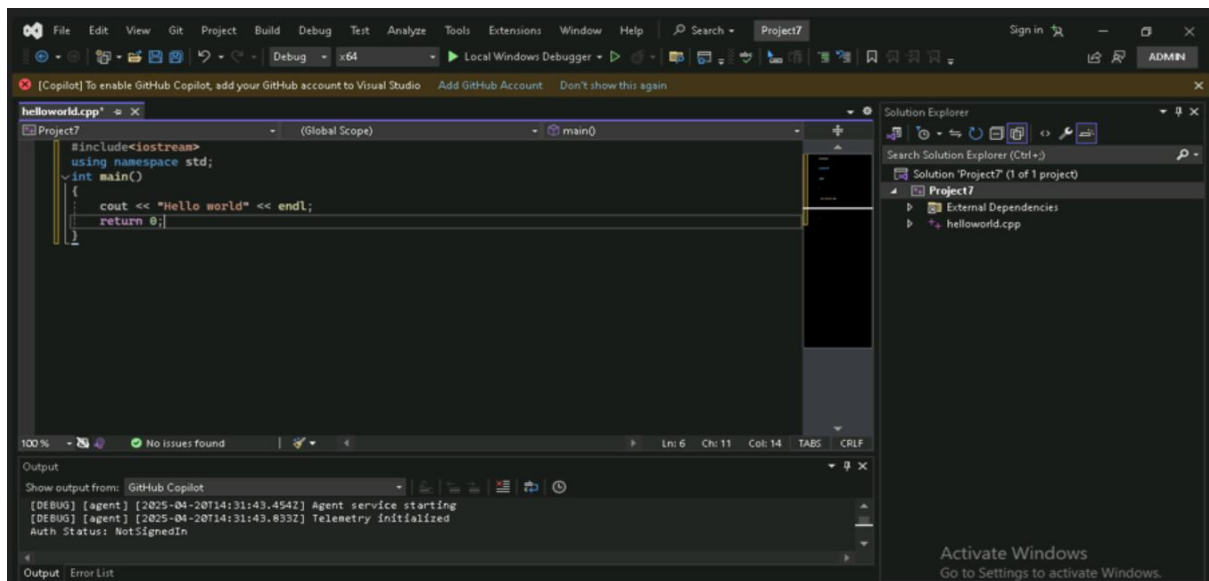 File Edit View Git Project Build Debug Test Analyze Tools Extensions Window Help Search Project7 Sign in
Debug x64 Local Windows Debugger ADMIN
[Copilot] To enable GitHub Copilot, add your GitHub account to Visual Studio Add GitHub Account Don't show this again
helloworld.cpp*
Project7 (Global Scope) main()
#include<iostream>
using namespace std;
int main()
{
cout << "Hello world" << endl;
return 0;
}
100 % No issues found Ln: 6 Ch: 11 Col: 14 TABS CRLF
Output
Show output from: GitHub Copilot
[DEBUG] [agent] [2025-04-20T14:31:43.454Z] Agent service starting
[DEBUG] [agent] [2025-04-20T14:31:43.833Z] Telemetry initialized
Auth Status: NotSignedIn
Output Error List
Solution Explorer
Search Solution Explorer (Ctrl+;)
Solution 'Project7' (1 of 1 project)
Project7
External Dependencies
helloworld.cpp
Activate Windows
Go to Settings to activate Windows.